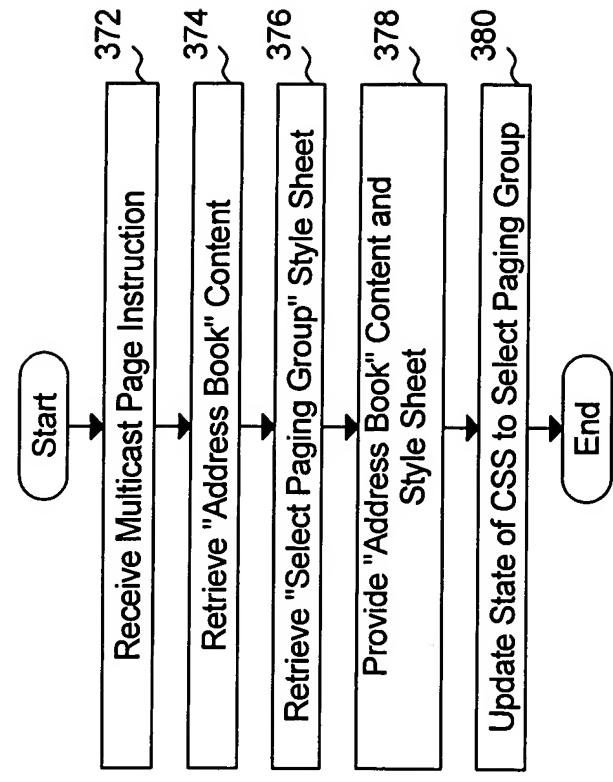 Start
Receive Multicast Page Instruction
372
Retrieve "Address Book" Content
374
Retrieve "Select Paging Group" Style Sheet
376
Provide "Address Book" Content and
Style Sheet
378
Update State of CSS to Select Paging Group
380
End